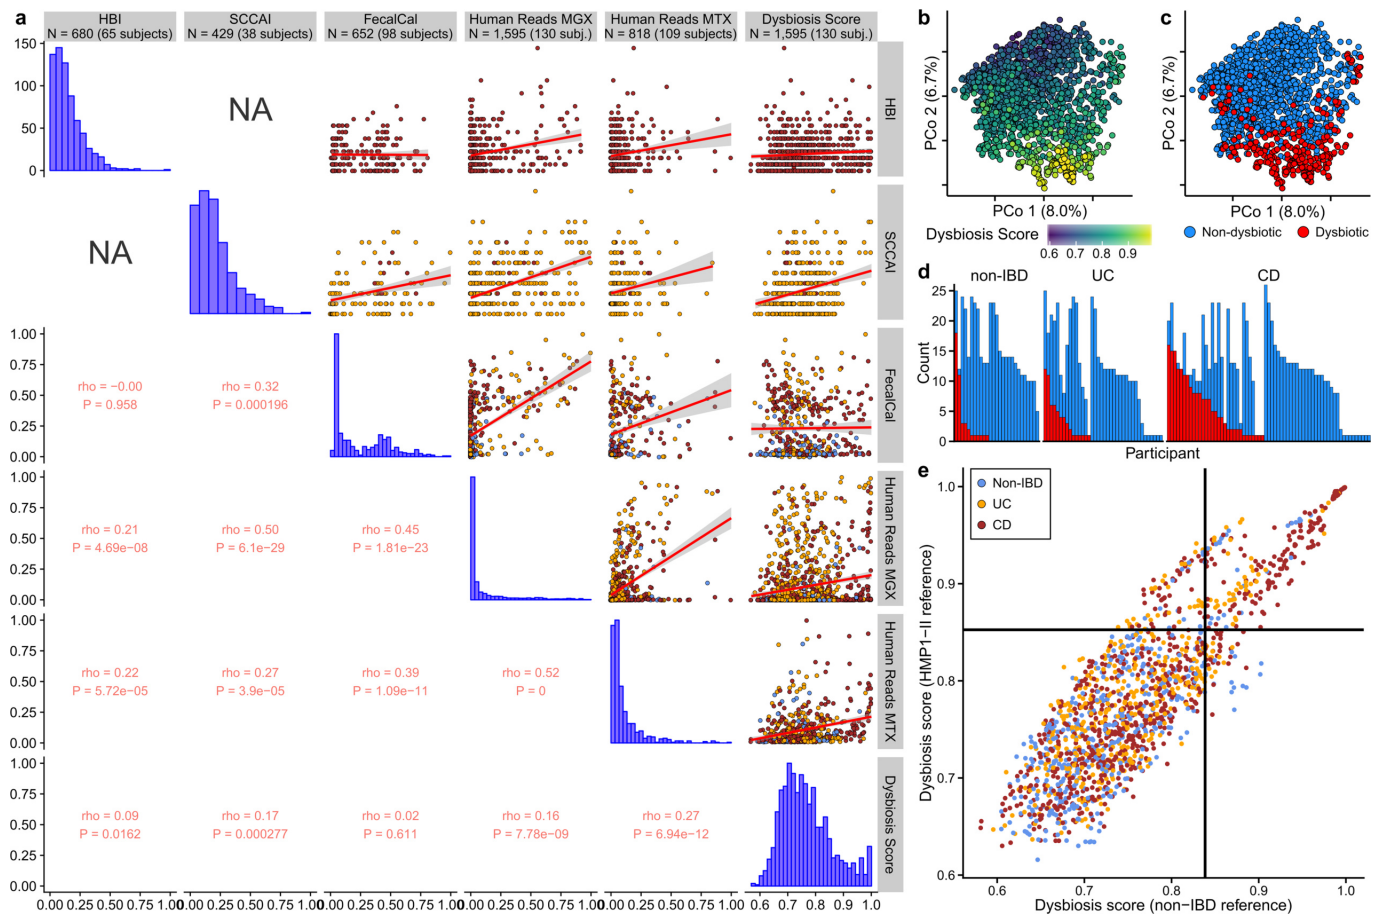 a
HBI
N = 680 (65 subjects)
SCCAI
N = 429 (38 subjects)
FecalCal
N = 652 (98 subjects)
Human Reads MGX
N = 1,595 (130 subj.)
Human Reads MTX
N = 818 (109 subjects)
Dysbiosis Score
N = 1,595 (130 subj.)
150
100
50
0
NA
HBI
NA
SCCAI
1.00
0.75
0.50
0.25
0.00
rho = −0.00
P = 0.958
rho = 0.32
P = 0.000196
FecalCal
1.00
0.75
0.50
0.25
0.00
rho = 0.21
P = 4.69e−08
rho = 0.50
P = 6.1e−29
rho = 0.45
P = 1.81e−23
Human Reads MGX
1.00
0.75
0.50
0.25
0.00
rho = 0.22
P = 5.72e−05
rho = 0.27
P = 3.9e−05
rho = 0.39
P = 1.09e−11
rho = 0.52
P = 0
Human Reads MTX
1.00
0.75
0.50
0.25
0.00
rho = 0.09
P = 0.0162
rho = 0.17
P = 0.000277
rho = 0.02
P = 0.611
rho = 0.16
P = 7.78e−09
rho = 0.27
P = 6.94e−12
Dysbiosis Score
0.00 0.25 0.50 0.75 1.00
0.00 0.25 0.50 0.75 1.00
0.00 0.25 0.50 0.75 1.00
0.00 0.25 0.50 0.75 1.00
0.00 0.25 0.50 0.75 1.00
0.6 0.7 0.8 0.9 1.0
b
PCo 2 (6.7%)
PCo 1 (8.0%)
Dysbiosis Score
0.6 0.7 0.8 0.9
c
PCo 2 (6.7%)
PCo 1 (8.0%)
Non-dysbiotic
Dysbiotic
d
non-IBD
UC
CD
Count
25
20
15
10
5
0
Participant
e
Non-IBD
UC
CD
Dysbiosis score (HMP1−II reference)
1.0
0.9
0.8
0.7
0.6
0.6 0.7 0.8 0.9 1.0
Dysbiosis score (non-IBD reference)